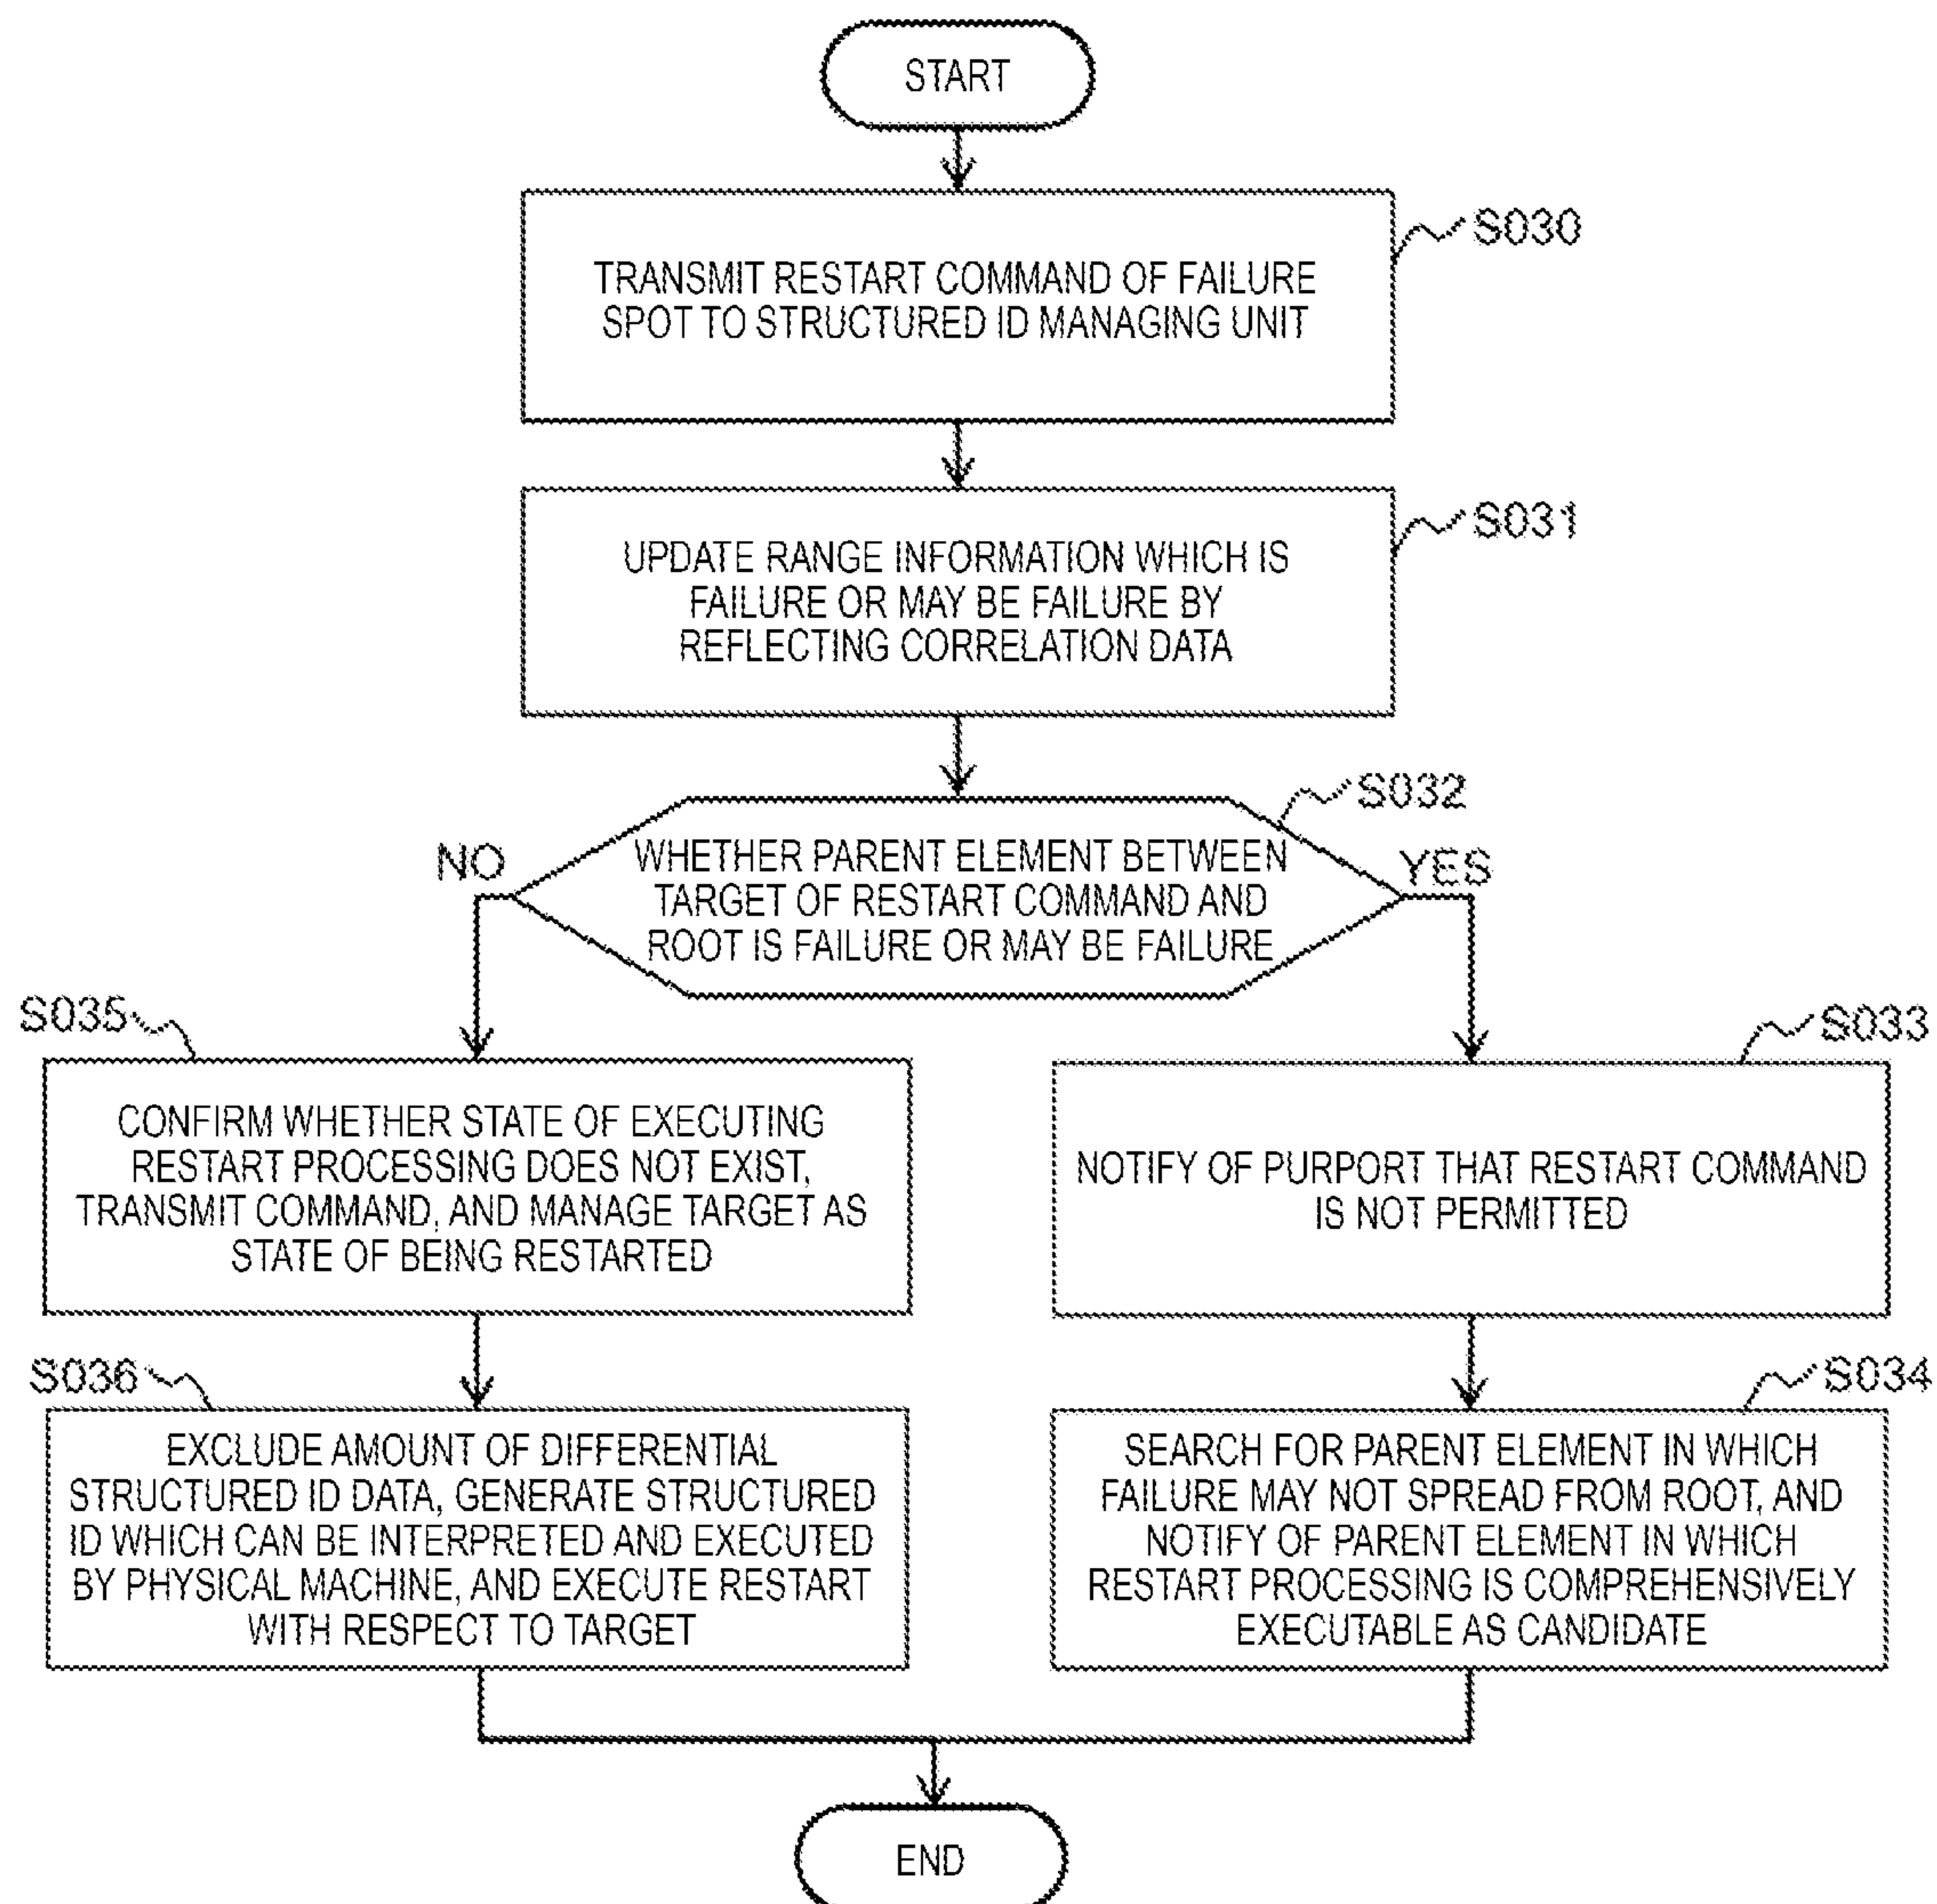 START
S030
TRANSMIT RESTART COMMAND OF FAILURE
SPOT TO STRUCTURED ID MANAGING UNIT
S031
UPDATE RANGE INFORMATION WHICH IS
FAILURE OR MAY BE FAILURE BY
REFLECTING CORRELATION DATA
S032
NO
YES
WHETHER PARENT ELEMENT BETWEEN
TARGET OF RESTART COMMAND AND
ROOT IS FAILURE OR MAY BE FAILURE
S035
CONFIRM WHETHER STATE OF EXECUTING
RESTART PROCESSING DOES NOT EXIST,
TRANSMIT COMMAND, AND MANAGE TARGET AS
STATE OF BEING RESTARTED
S033
NOTIFY OF PURPORT THAT RESTART COMMAND
IS NOT PERMITTED
S036
EXCLUDE AMOUNT OF DIFFERENTIAL
STRUCTURED ID DATA, GENERATE STRUCTURED
ID WHICH CAN BE INTERPRETED AND EXECUTED
BY PHYSICAL MACHINE, AND EXECUTE RESTART
WITH RESPECT TO TARGET
S034
SEARCH FOR PARENT ELEMENT IN WHICH
FAILURE MAY NOT SPREAD FROM ROOT, AND
NOTIFY OF PARENT ELEMENT IN WHICH
RESTART PROCESSING IS COMPREHENSIVELY
EXECUTABLE AS CANDIDATE
END